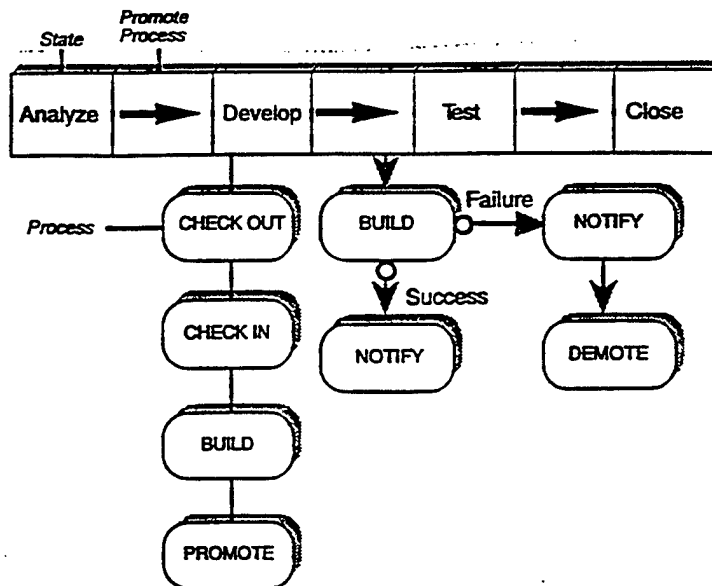 State
Promote
Process
Analyze
Develop
Test
Close
Process
CHECK OUT
BUILD
Failure
NOTIFY
Success
CHECK IN
NOTIFY
DEMOTE
BUILD
PROMOTE